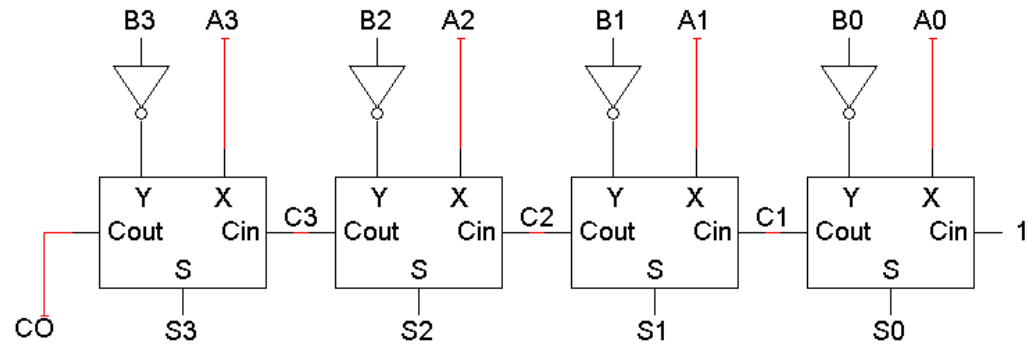 B3 A3 B2 A2 B1 A1 B0 A0
Y X Y X Y X Y X
Cout Cin C3 Cout Cin C2 Cout Cin C1 Cout Cin 1
S S S S
CO S3 S2 S1 S0